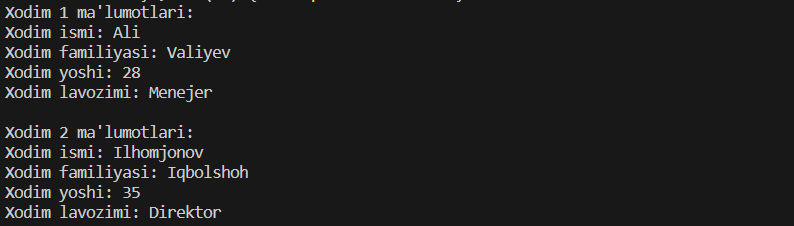 Xodim 1 ma'lumotlari:
Xodim ismi: Ali
Xodim familiyasi: Valiyev
Xodim yoshi: 28
Xodim lavozimi: Menejer
Xodim 2 ma'lumotlari:
Xodim ismi: Ilhomjonov
Xodim familiyasi: Iqbolshoh
Xodim yoshi: 35
Xodim lavozimi: Direktor